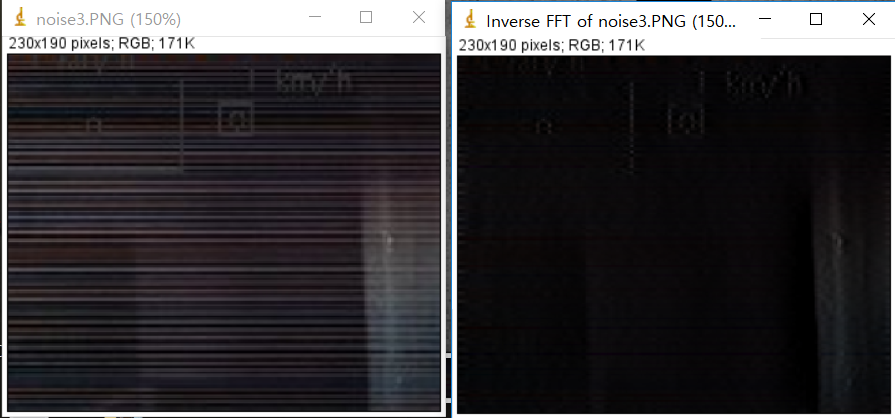 noise3.PNG (150%)
230x190 pixels; RGB; 171K
km/h
Inverse FFT of noise3.PNG (150...
230x190 pixels; RGB; 171K
km/h